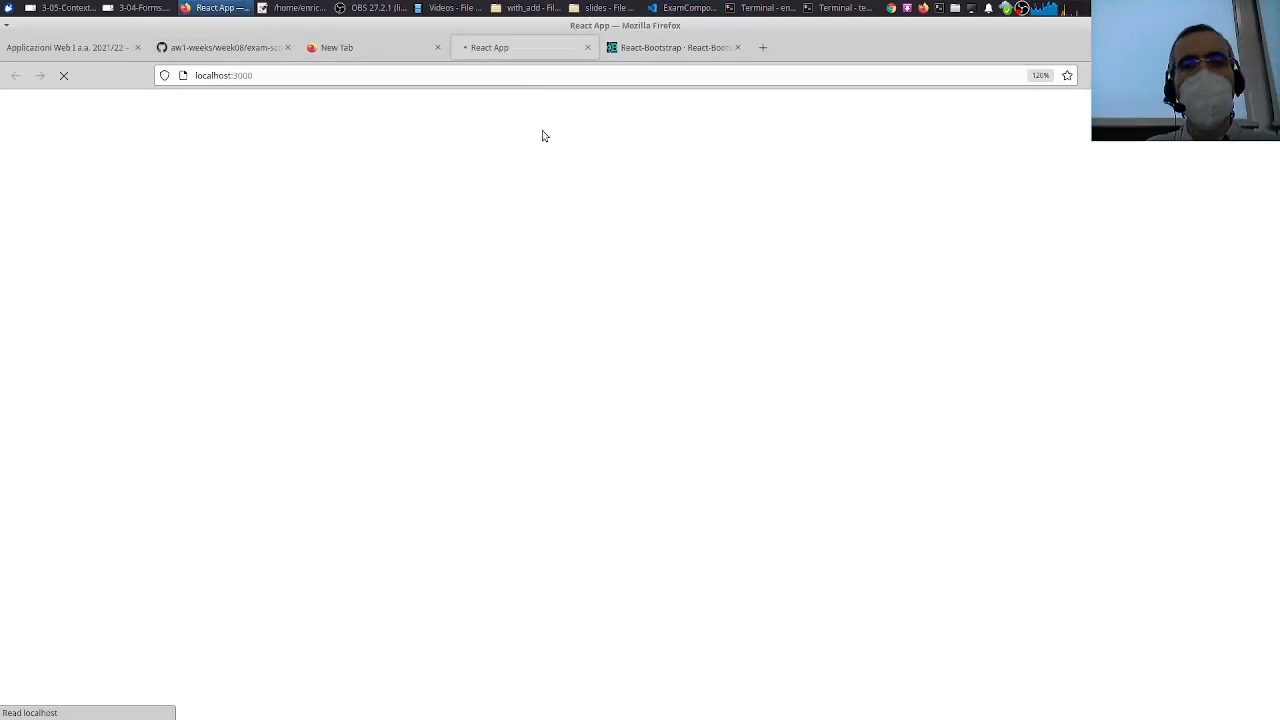 3-05-Context...
3-04-Forms...
React App —...
/home/enric...
OBS 27.2.1 (li...
Videos - File ...
with_add - Fil...
slides - File ...
ExamCompo...
Terminal - en...
Terminal - te...
React App — Mozilla Firefox
Applicazioni Web I a.a. 2021/22 –
aw1-weeks/week08/exam-sco
New Tab
React App
React-Bootstrap · React-Boots
localhost:3000
120%
Read localhost